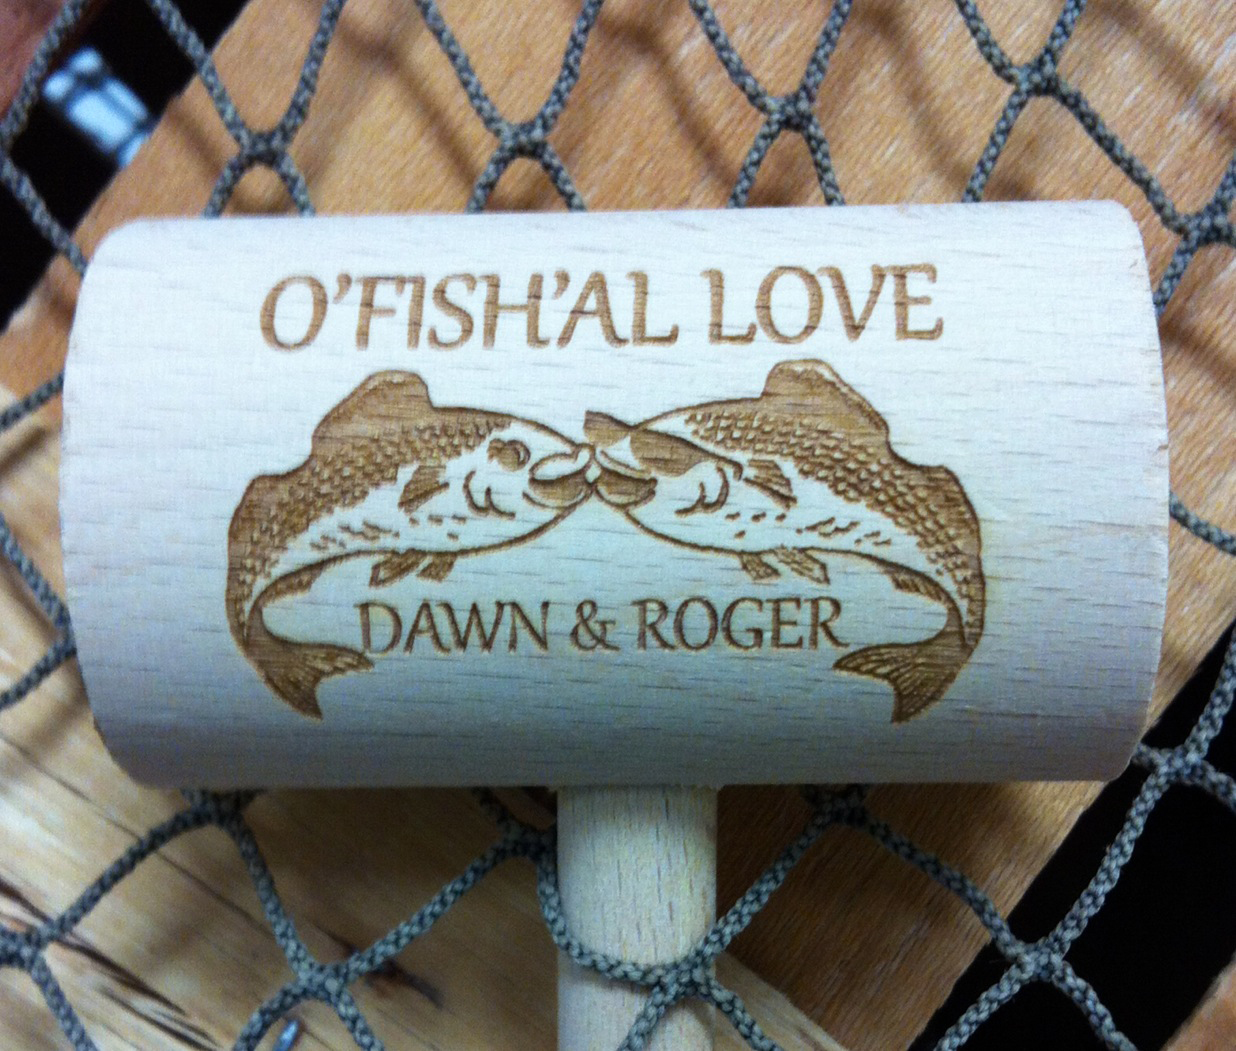 O'FISH'AL LOVE
DAWN & ROGER